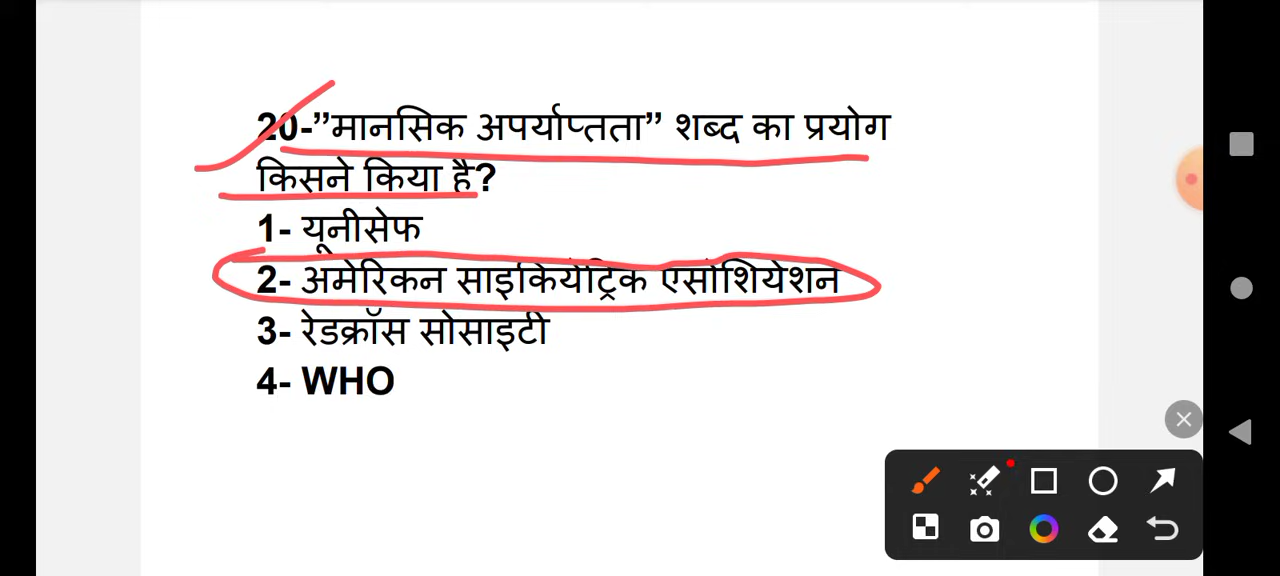 20-”मानसिक अपर्याप्तता” शब्द का प्रयोग
किसने किया है?
1- यूनीसेफ
2- अमेरिकन साइकियेट्रिक एसोशियेशन
3- रेडक्रॉस सोसाइटी
4- WHO